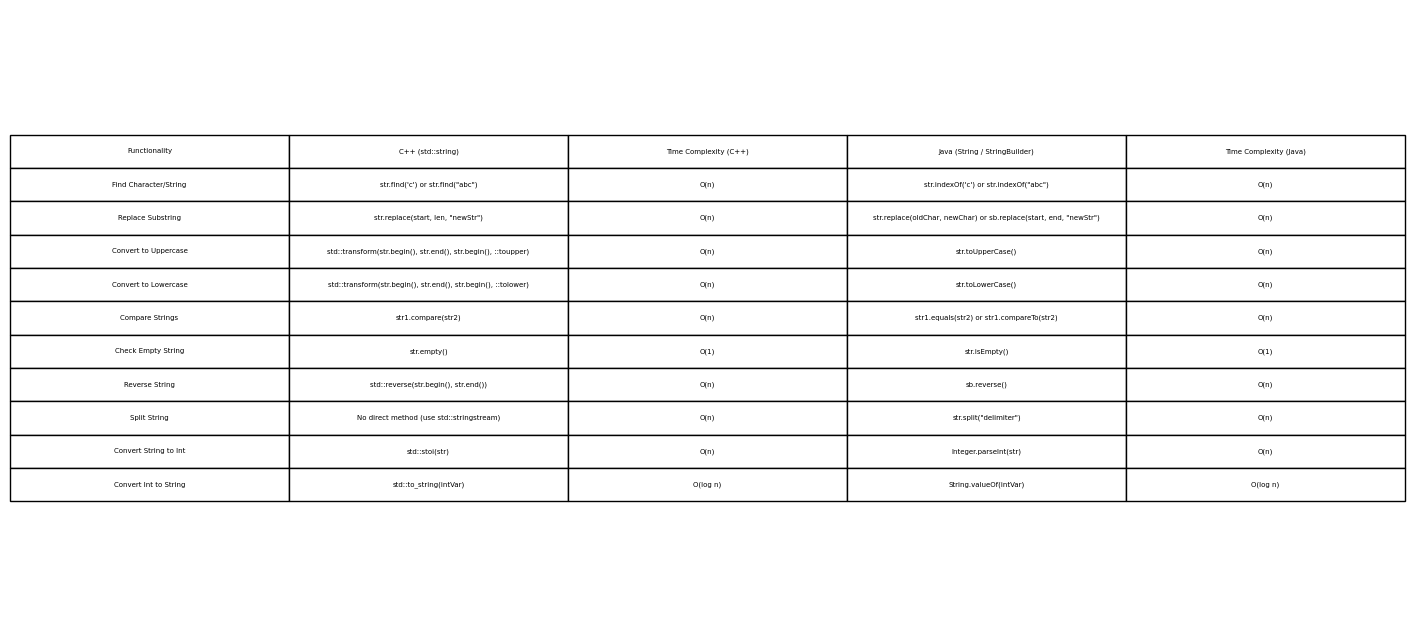 Functionality C++ (std::string) Time Complexity (C++) Java (String / StringBuilder) Time Complexity (Java)
Find Character/String str.find('c') or str.find("abc") O(n) str.indexOf('c') or str.indexOf("abc") O(n)
Replace Substring str.replace(start, len, "newStr") O(n) str.replace(oldChar, newChar) or sb.replace(start, end, "newStr") O(n)
Convert to Uppercase std::transform(str.begin(), str.end(), str.begin(), ::toupper) O(n) str.toUpperCase() O(n)
Convert to Lowercase std::transform(str.begin(), str.end(), str.begin(), ::tolower) O(n) str.toLowerCase() O(n)
Compare Strings str1.compare(str2) O(n) str1.equals(str2) or str1.compareTo(str2) O(n)
Check Empty String str.empty() O(1) str.isEmpty() O(1)
Reverse String std::reverse(str.begin(), str.end()) O(n) sb.reverse() O(n)
Split String No direct method (use std::stringstream) O(n) str.split("delimiter") O(n)
Convert String to Int std::stoi(str) O(n) Integer.parseInt(str) O(n)
Convert Int to String std::to_string(intVar) O(log n) String.valueOf(intVar) O(log n)